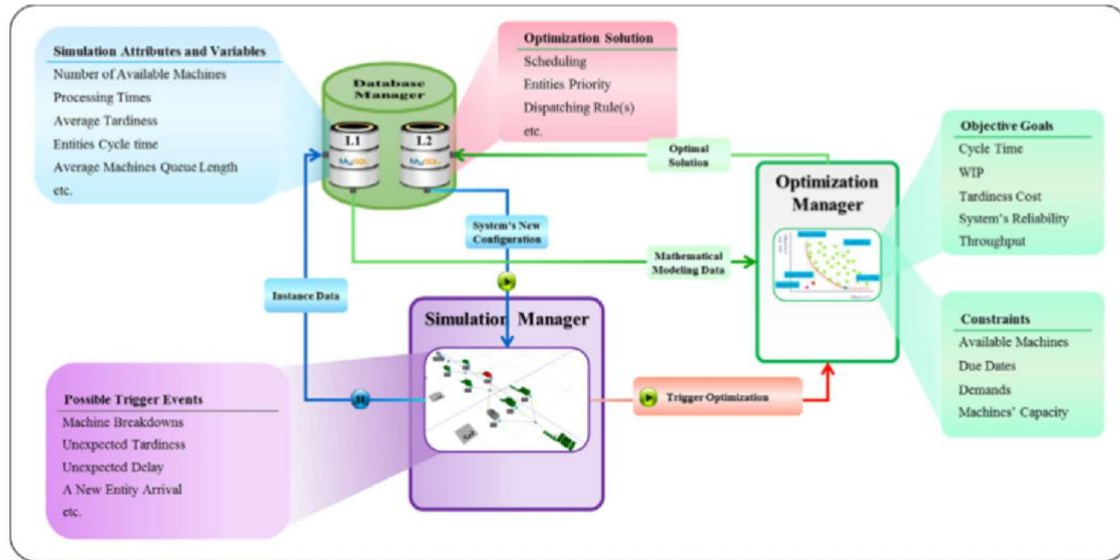 Simulation Attributes and Variables
Number of Available Machines
Processing Times
Average Tardiness
Entities Cycle time
Average Machines Queue Length
etc.
Database
Manager
L1
L2
Optimization Solution
Scheduling
Entities Priority
Dispatching Rule(s)
etc.
Optimal
Solution
Optimization
Manager
Objective Goals
Cycle Time
WIP
Tardiness Cost
System's Reliability
Throughput
System's New
Configuration
Mathematical
Modeling Data
Instance Data
Simulation Manager
Constraints
Available Machines
Due Dates
Demands
Machines' Capacity
Trigger Optimization
Possible Trigger Events
Machine Breakdowns
Unexpected Tardiness
Unexpected Delay
A New Entity Arrival
etc.